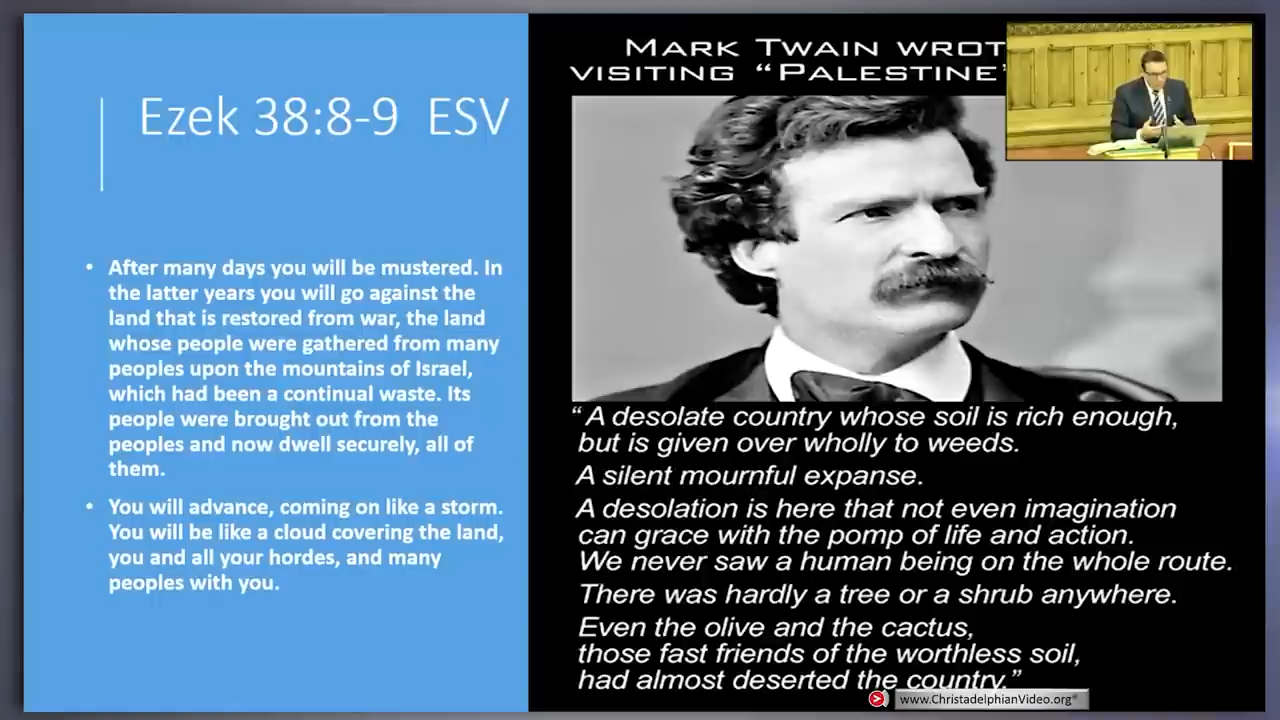 Ezek 38:8-9 ESV
• After many days you will be mustered. In
the latter years you will go against the
land that is restored from war, the land
whose people were gathered from many
peoples upon the mountains of Israel,
which had been a continual waste. Its
people were brought out from the
peoples and now dwell securely, all of
them.
• You will advance, coming on like a storm.
You will be like a cloud covering the land,
you and all your hordes, and many
peoples with you.
MARK TWAIN WROT
VISITING “PALESTINE”
“ A desolate country whose soil is rich enough,
but is given over wholly to weeds.
A silent mournful expanse.
A desolation is here that not even imagination
can grace with the pomp of life and action.
We never saw a human being on the whole route.
There was hardly a tree or a shrub anywhere.
Even the olive and the cactus,
those fast friends of the worthless soil,
had almost deserted the country.”
www.ChristadelphianVideo.org